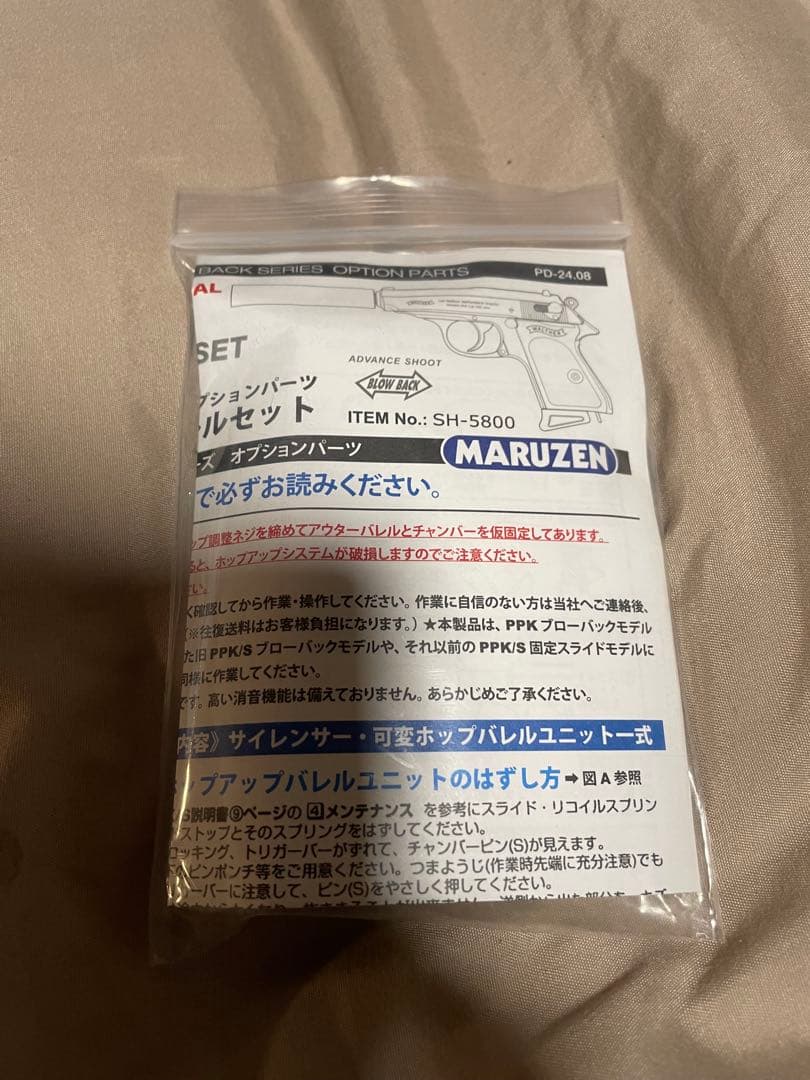 BACK SERIES OPTION PARTS PD-24.08
AL
SET
ADVANCE SHOOT
BLOW BACK
WALTHER
プションパーツ
ルセット
ITEM No.: SH-5800
ーズ オプションパーツ
MARUZEN
で必ずお読みください。
ップ調整ネジを締めてアウターバレルとチャンバーを仮固定してあります。
ると、ホップアップシステムが破損しますのでご注意ください。
さい。
く確認してから作業・操作してください。作業に自信のない方は当社へご連絡後、
(※往復送料はお客様負担になります。)★本製品は、PPK ブローバックモデル
た旧 PPK/S ブローバックモデルや、それ以前の PPK/S 固定スライドモデルに
同様に作業してください。
です。高い消音機能は備えておりません。あらかじめご了承ください。
内容》サイレンサー・可変ホップバレルユニット一式
ホップアップバレルユニットのはずし方 ➡ 図 A 参照
S説明書⑨ページの 4 メンテナンス を参考にスライド・リコイルスプリン
ストップとそのスプリングをはずしてください。
ロッキング、トリガーバーがずれて、チャンバーピン(S)が見えます。
ピンポンチ等をご用意ください。つまようじ(作業時先端に充分注意)でも
ーバーに注意して、ピン(S)をやさしく押してください。